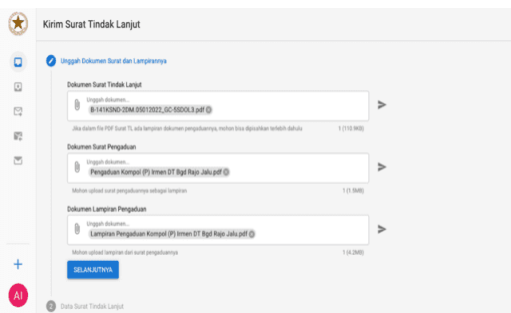 Kirim Surat Tindak Lanjut
Unggah Dokumen Surat dan Lampirannya
Dokumen Surat Tindak Lanjut
Unggah dokumen...
B-141KSND-2DM.05012022_GC-5SDOL3.pdf
Jika dalam file PDF Surat TL ada lampiran dokumen pengaduannya, mohon bisa dipisahkan terlebih dahulu
1 (110.9KB)
Dokumen Surat Pengaduan
Unggah dokumen...
Pengaduan Kompol (P) Irmen DT Bgd Rajo Jalu.pdf
Mohon upload surat pengaduannya sebagai lampiran
1 (1.5MB)
Dokumen Lampiran Pengaduan
Unggah dokumen...
Lampiran Pengaduan Kompol (P) Irmen DT Bgd Rajo Jalu.pdf
Mohon upload lampiran dari surat pengaduannya
1 (4.2MB)
SELANJUTNYA
2 Data Surat Tindak Lanjut
AI